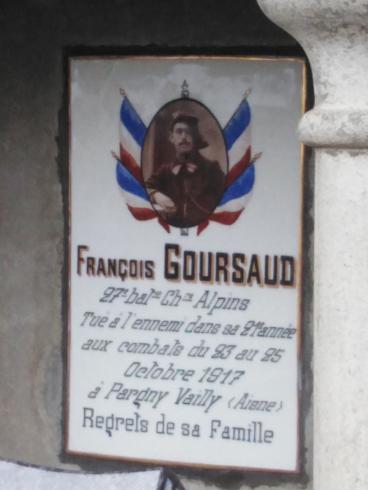 FRANÇOIS GOURSAUD
27e baton Chrs Alpins
Tué à l'ennemi dans sa 21e année
aux combats du 23 au 25
Octobre 1917
à Pargny Vailly (Aisne)
Regrets de sa Famille